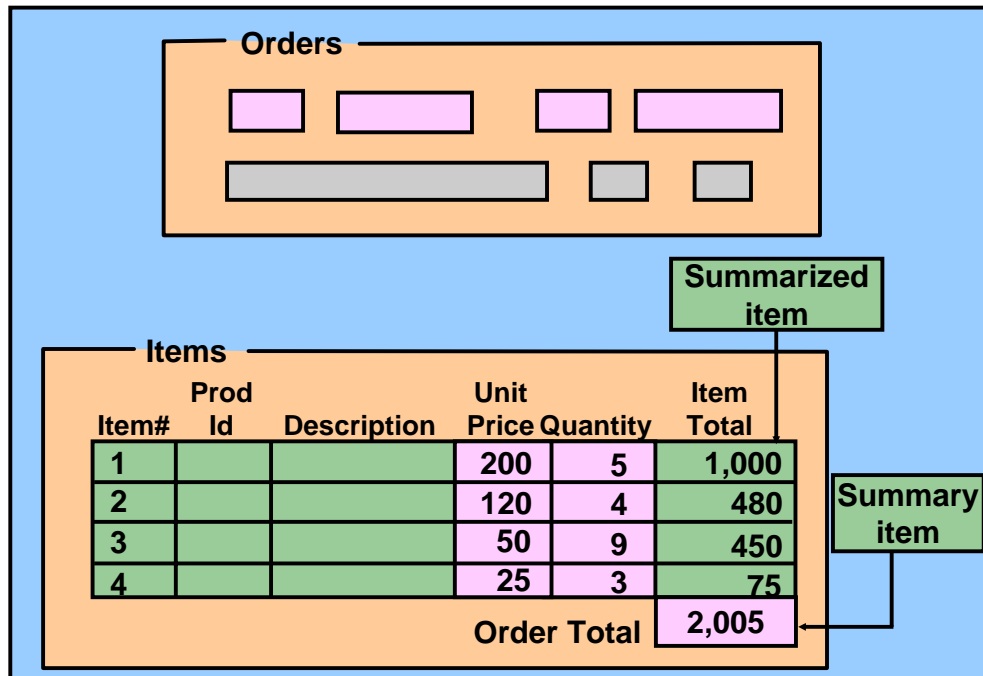 Orders
Summarized
item
Items
Prod Unit Item
Item# Id Description Price Quantity Total
1 200 5 1,000
2 120 4 480
3 50 9 450
4 25 3 75
Summary
item
Order Total 2,005